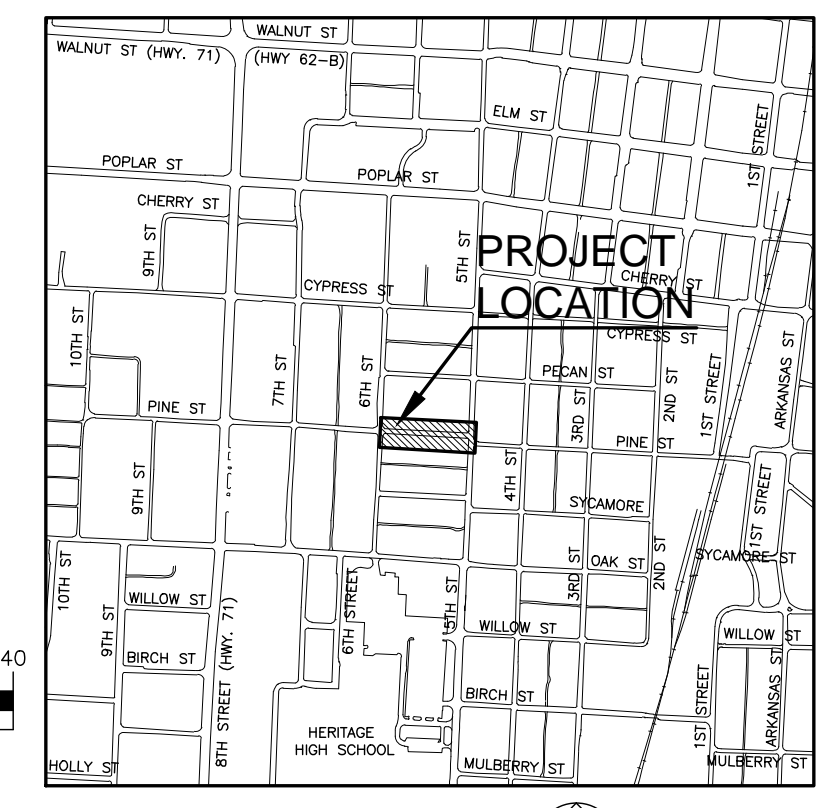 WALNUT ST
WALNUT ST (HWY. 71)
(HWY 62-B)
ELM ST
1ST STREET
POPLAR ST
POPLAR ST
CHERRY ST
9TH ST
5TH ST
PROJECT
LOCATION
CHERRY ST
CYPRESS ST
10TH ST
7TH ST
6TH ST
CYPRESS ST
PECAN ST
2ND ST
1ST STREET
ARKANSAS ST
PINE ST
3RD ST
PINE ST
9TH ST
4TH ST
SYCAMORE
1ST STREET
SYCAMORE ST
10TH ST
9TH ST
WILLOW ST
6TH STREET
5TH ST
3RD ST
OAK ST
2ND ST
WILLOW ST
WILLOW ST
BIRCH ST
8TH STREET (HWY. 71)
BIRCH ST
1ST STREET
ARKANSAS ST
HERITAGE
HIGH SCHOOL
HOLLY ST
MULBERRY ST
MULBERRY ST
40